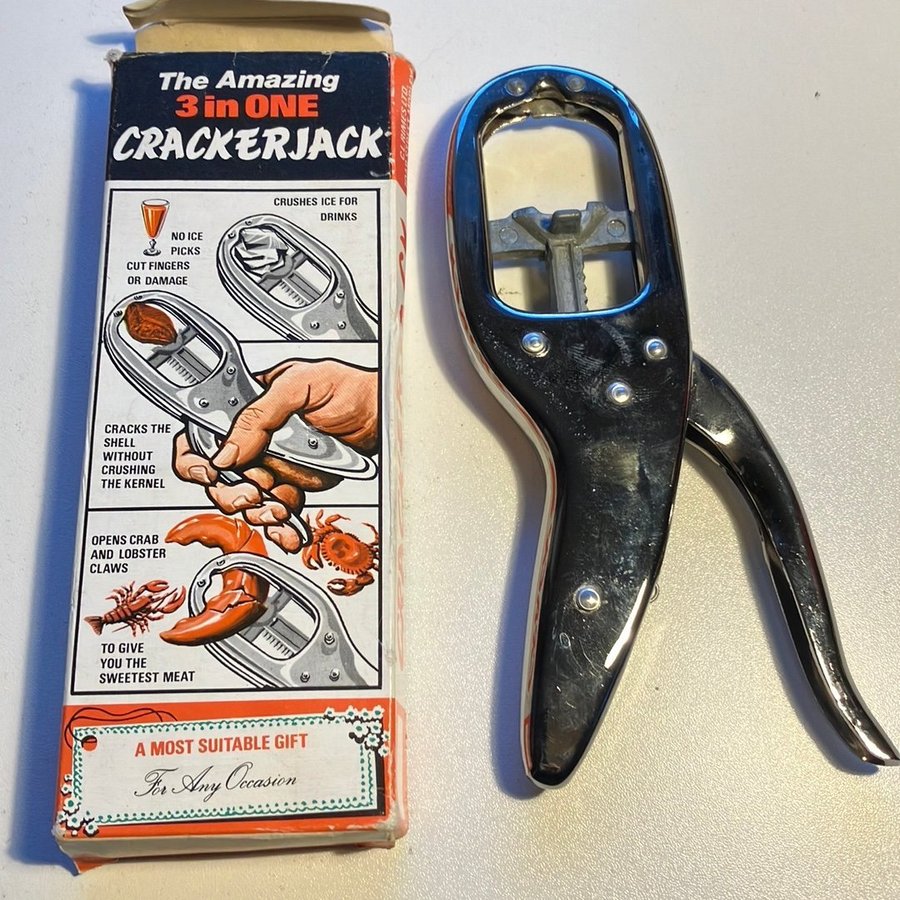 The Amazing
3 in ONE
CRACKERJACK
CRUSHES ICE FOR
DRINKS
NO ICE
PICKS
CUT FINGERS
OR DAMAGE
CRACKS THE
SHELL
WITHOUT
CRUSHING
THE KERNEL
OPENS CRAB
AND LOBSTER
CLAWS
TO GIVE
YOU THE
SWEETEST MEAT
A MOST SUITABLE GIFT
For Any Occasion